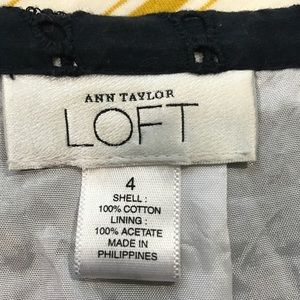 ANN TAYLOR
LOFT
4
SHELL :
100% COTTON
LINING :
100% ACETATE
MADE IN
PHILIPPINES